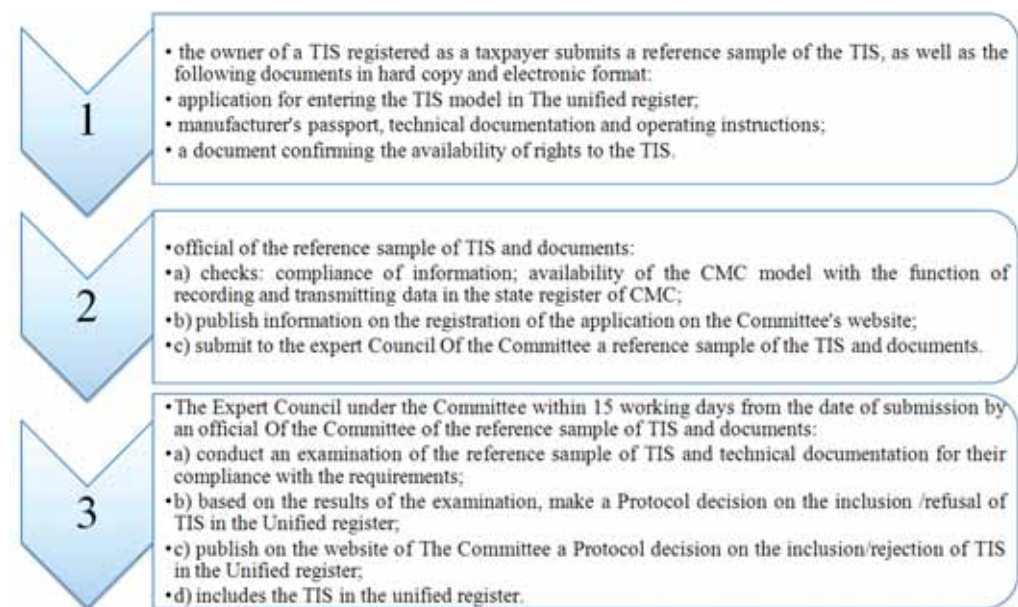 1
• the owner of a TIS registered as a taxpayer submits a reference sample of the TIS, as well as the
following documents in hard copy and electronic format:
• application for entering the TIS model in The unified register;
• manufacturer's passport, technical documentation and operating instructions;
• a document confirming the availability of rights to the TIS.
2
•official of the reference sample of TIS and documents:
•a) checks: compliance of information; availability of the CMC model with the function of
recording and transmitting data in the state register of CMC;
•b) publish information on the registration of the application on the Committee's website;
•c) submit to the expert Council Of the Committee a reference sample of the TIS and documents.
3
•The Expert Council under the Committee within 15 working days from the date of submission by
an official Of the Committee of the reference sample of TIS and documents:
•a) conduct an examination of the reference sample of TIS and technical documentation for their
compliance with the requirements;
•b) based on the results of the examination, make a Protocol decision on the inclusion /refusal of
TIS in the Unified register;
•c) publish on the website of The Committee a Protocol decision on the inclusion/rejection of TIS
in the Unified register;
•d) includes the TIS in the unified register.